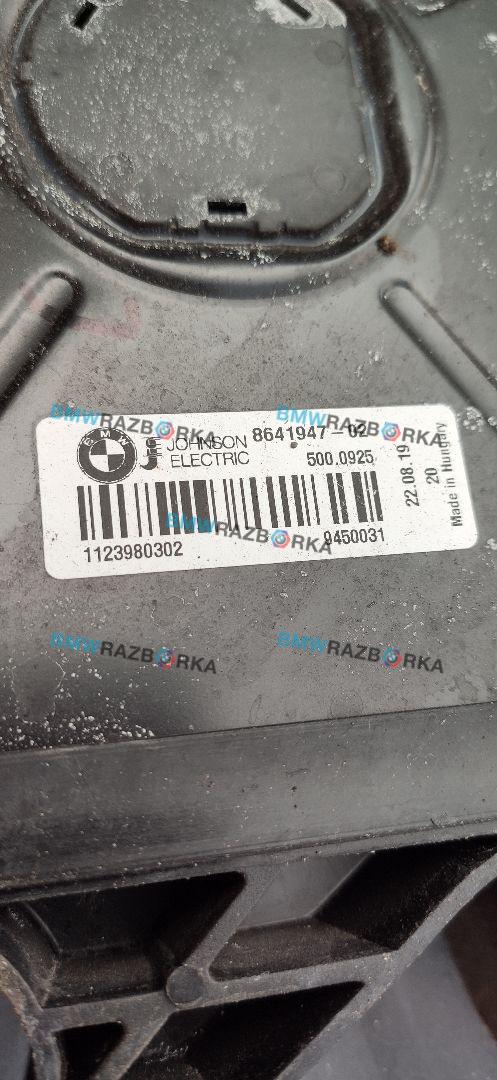 BMWRAZBORKA BMWRAZBORKA
BMW JE JOHNSON ELECTRIC 8641947-02
500.0925
22.08.19
20
Made in Hungary
BMWRAZBORKA BMWRAZBORKA
1123980302 9450031
BMWRAZBORKA BMWRAZBORKA